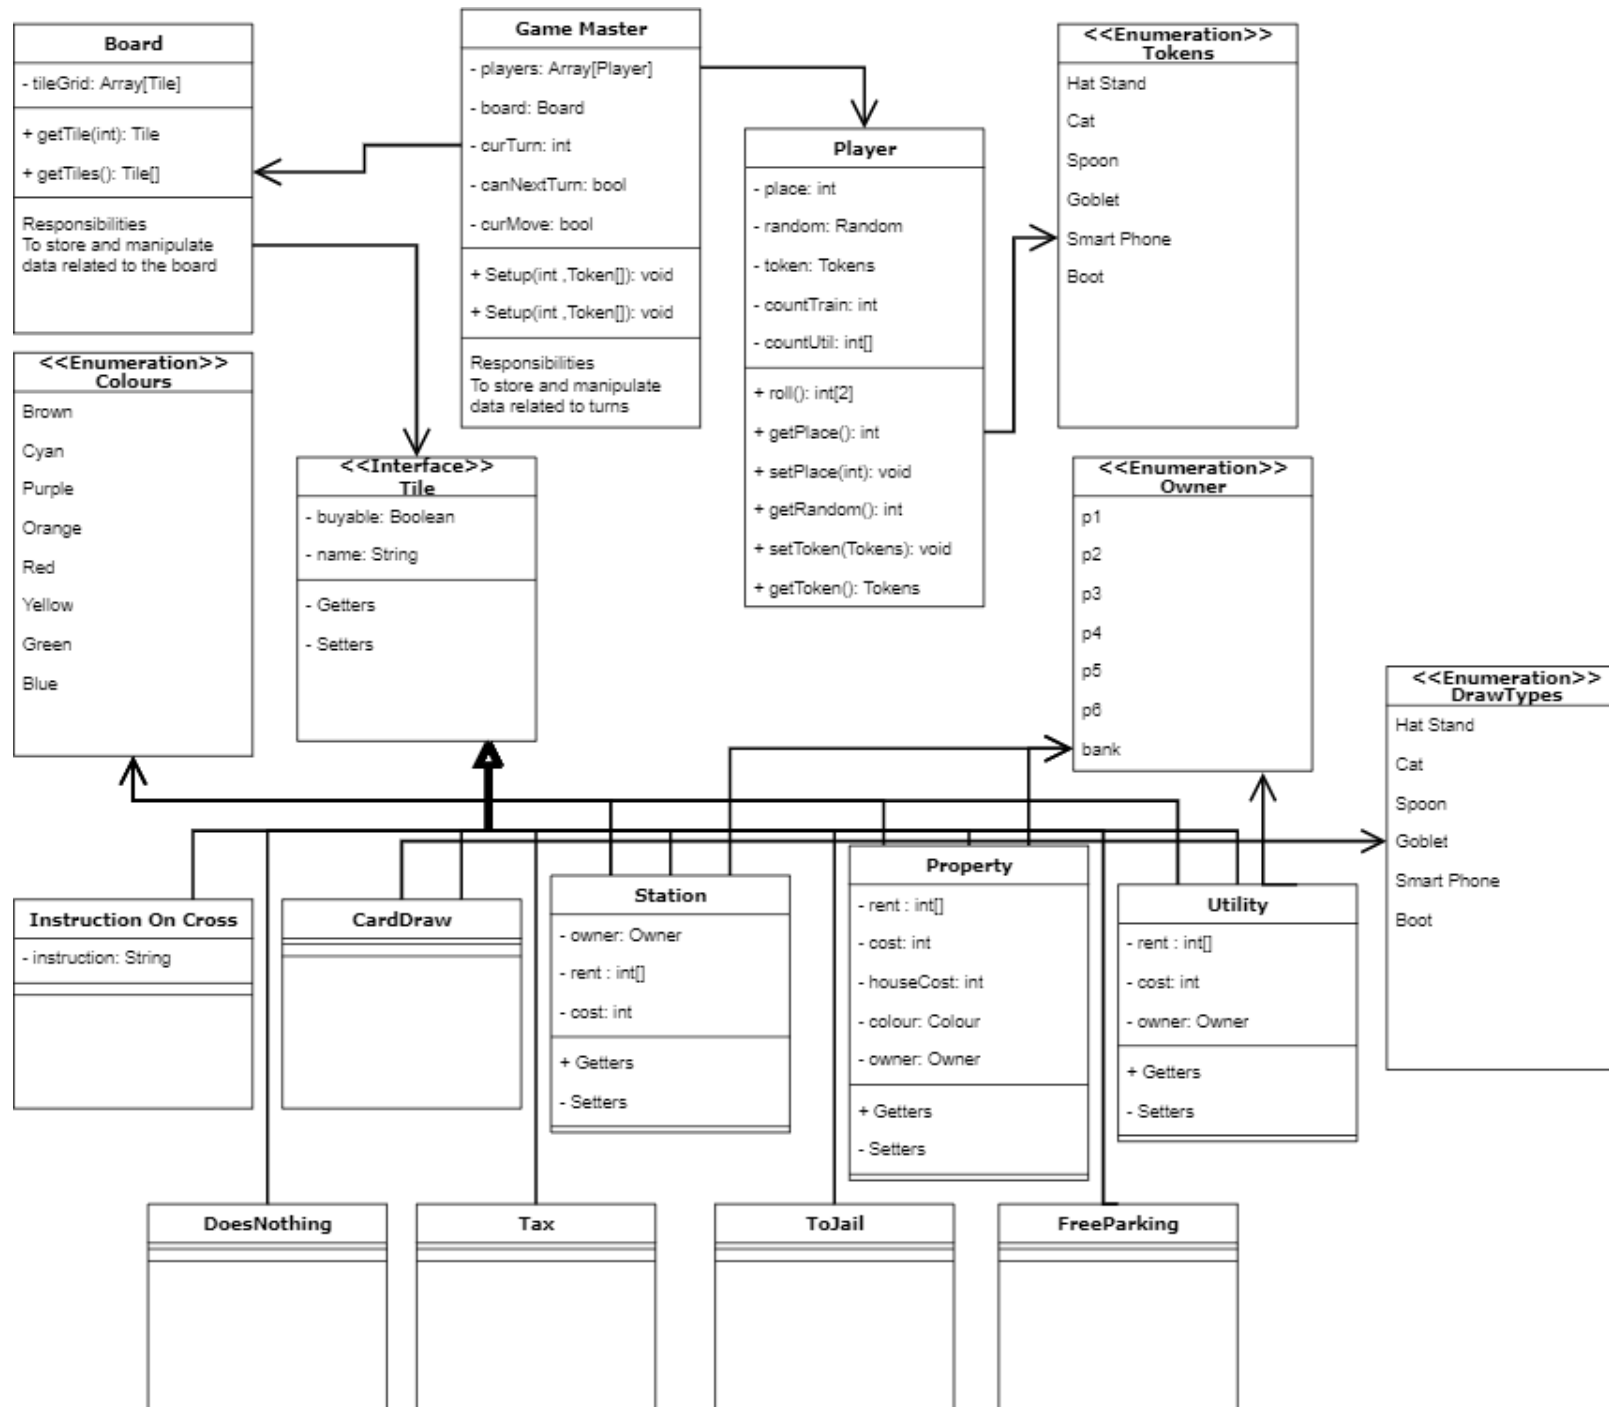 Board
- tileGrid: Array[Tile]
+ getTile(int): Tile
+ getTiles(): Tile[]
Responsibilities
To store and manipulate
data related to the board
Game Master
- players: Array[Player]
- board: Board
- curTurn: int
- canNextTurn: bool
- curMove: bool
+ Setup(int ,Token[]): void
+ Setup(int ,Token[]): void
Responsibilities
To store and manipulate
data related to turns
Player
- place: int
- random: Random
- token: Tokens
- countTrain: int
- countUtil: int[]
+ roll(): int[2]
+ getPlace(): int
+ setPlace(int): void
+ getRandom(): int
+ setToken(Tokens): void
+ getToken(): Tokens
<<Enumeration>>
Tokens
Hat Stand
Cat
Spoon
Goblet
Smart Phone
Boot
<<Enumeration>>
Colours
Brown
Cyan
Purple
Orange
Red
Yellow
Green
Blue
<<Interface>>
Tile
- buyable: Boolean
- name: String
- Getters
- Setters
<<Enumeration>>
Owner
p1
p2
p3
p4
p5
p6
bank
<<Enumeration>>
DrawTypes
Hat Stand
Cat
Spoon
Goblet
Smart Phone
Boot
Instruction On Cross
- instruction: String
CardDraw
Station
- owner: Owner
- rent : int[]
- cost: int
+ Getters
- Setters
Property
- rent : int[]
- cost: int
- houseCost: int
- colour: Colour
- owner: Owner
+ Getters
- Setters
Utility
- rent : int[]
- cost: int
- owner: Owner
+ Getters
- Setters
DoesNothing
Tax
ToJail
FreeParking